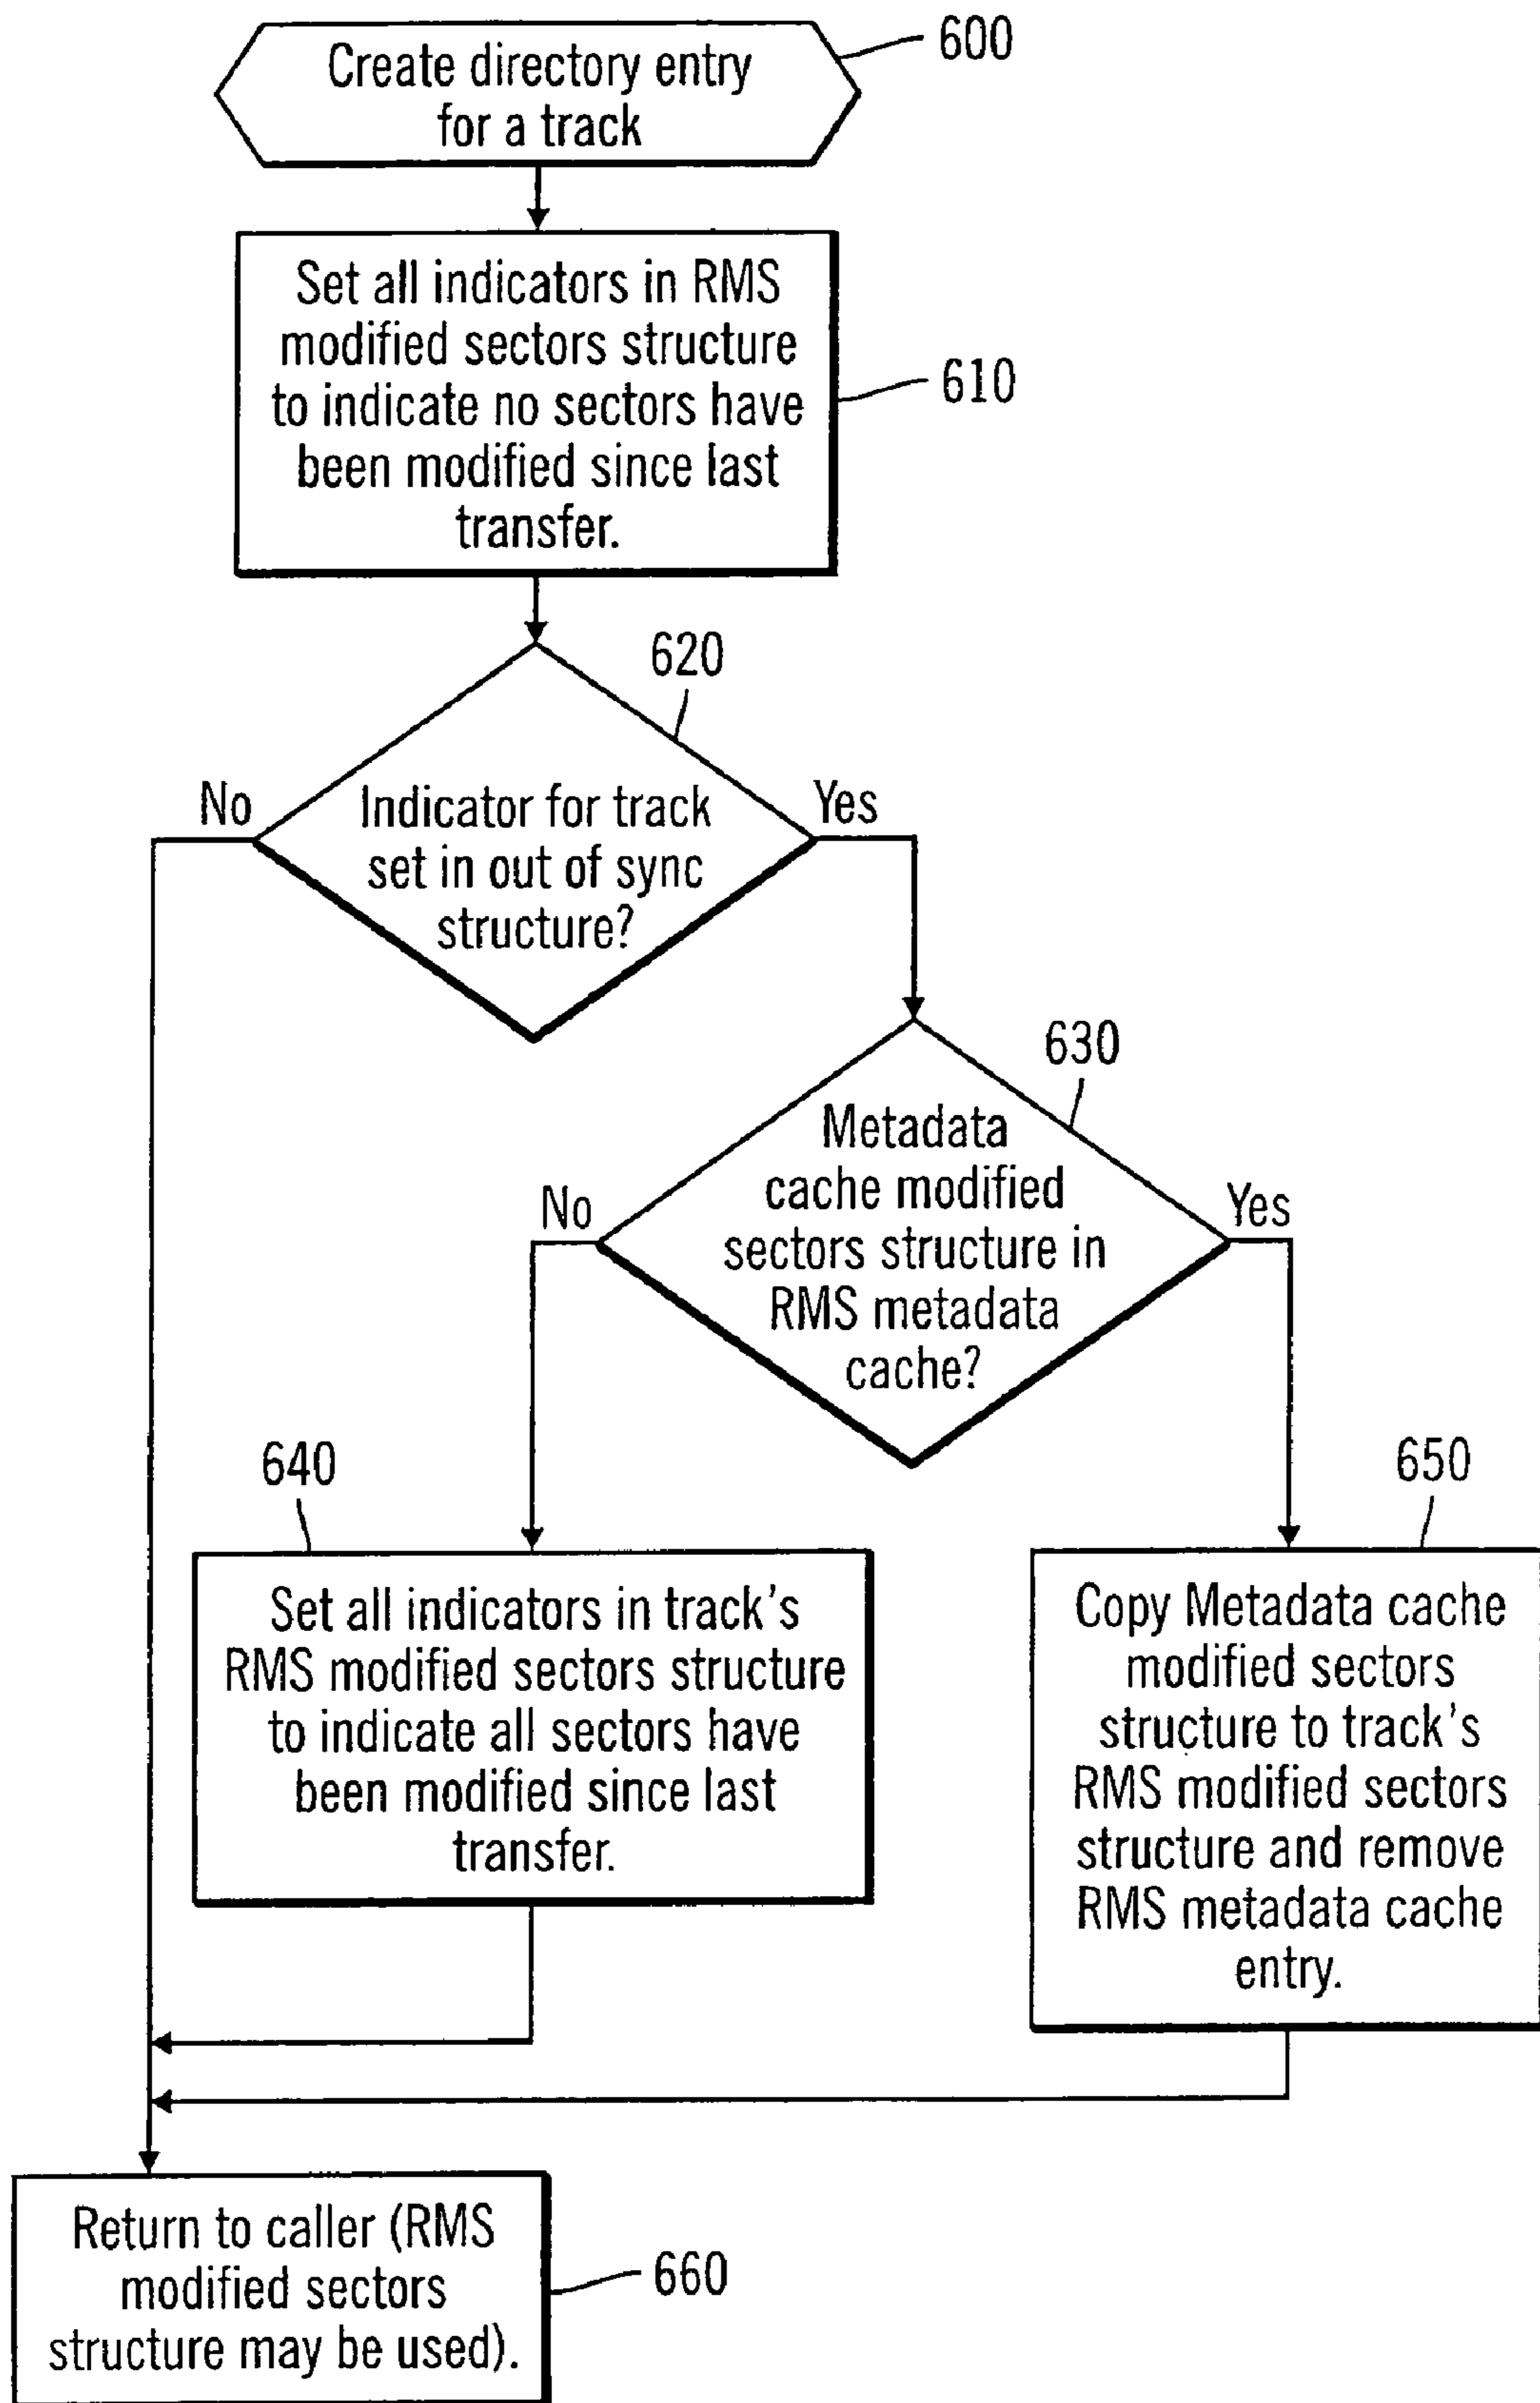 Create directory entry
for a track
600
Set all indicators in RMS
modified sectors structure
to indicate no sectors have
been modified since last
transfer.
610
620
No
Yes
Indicator for track
set in out of sync
structure?
630
Metadata
cache modified
sectors structure in
RMS metadata
cache?
No
Yes
640
Set all indicators in track's
RMS modified sectors structure
to indicate all sectors have
been modified since last
transfer.
650
Copy Metadata cache
modified sectors
structure to track's
RMS modified sectors
structure and remove
RMS metadata cache
entry.
Return to caller (RMS
modified sectors
structure may be used).
660